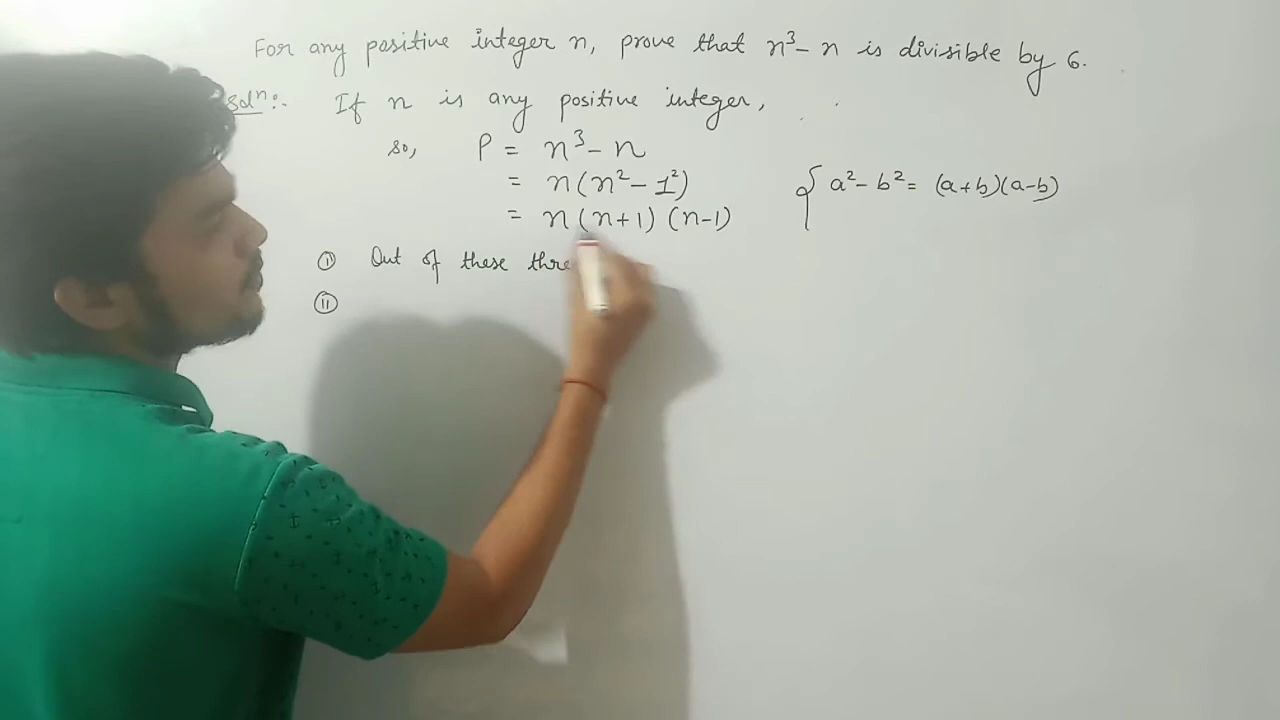 For any positive integer n, prove that n³ - n is divisible by 6.
Solⁿ:- If n is any positive integer,
so, P = n³ - n
= n (n² - 1²) { a² - b² = (a+b)(a-b)
= n (n+1) (n-1)
(i) Out of these
(ii)